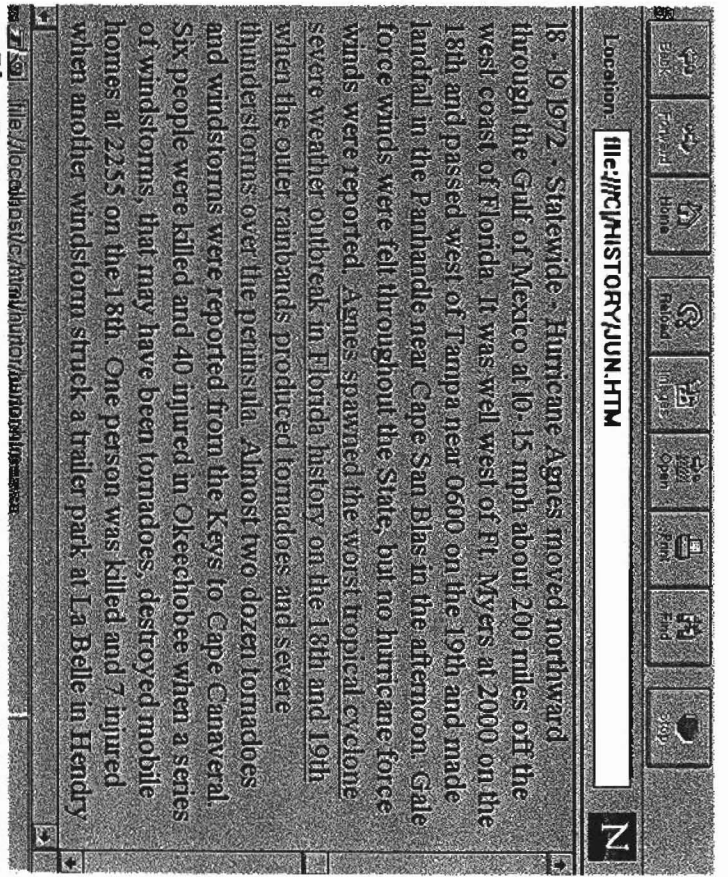 Back Forward Home Reload Images Open Print Find Stop
Location: file:///C|/HISTORY/JUN.HTM
N
18 - 19 1972 - Statewide - Hurricane Agnes moved northward
through the Gulf of Mexico at 10- 15 mph about 200 miles off the
west coast of Florida. It was well west of Ft. Myers at 2000 on the
18th and passed west of Tampa near 0600 on the 19th and made
landfall in the Panhandle near Cape San Blas in the afternoon. Gale
force winds were felt throughout the State, but no hurricane-force
winds were reported. Agnes spawned the worst tropical cyclone
severe weather outbreak in Florida history on the 18th and 19th
when the outer rainbands produced tornadoes and severe
thunderstorms over the peninsula. Almost two dozen tornadoes
and windstorms were reported from the Keys to Cape Canaveral.
Six people were killed and 40 injured in Okeechobee when a series
of windstorms, that may have been tornadoes, destroyed mobile
homes at 2255 on the 18th. One person was killed and 7 injured
when another windstorm struck a trailer park at La Belle in Hendry